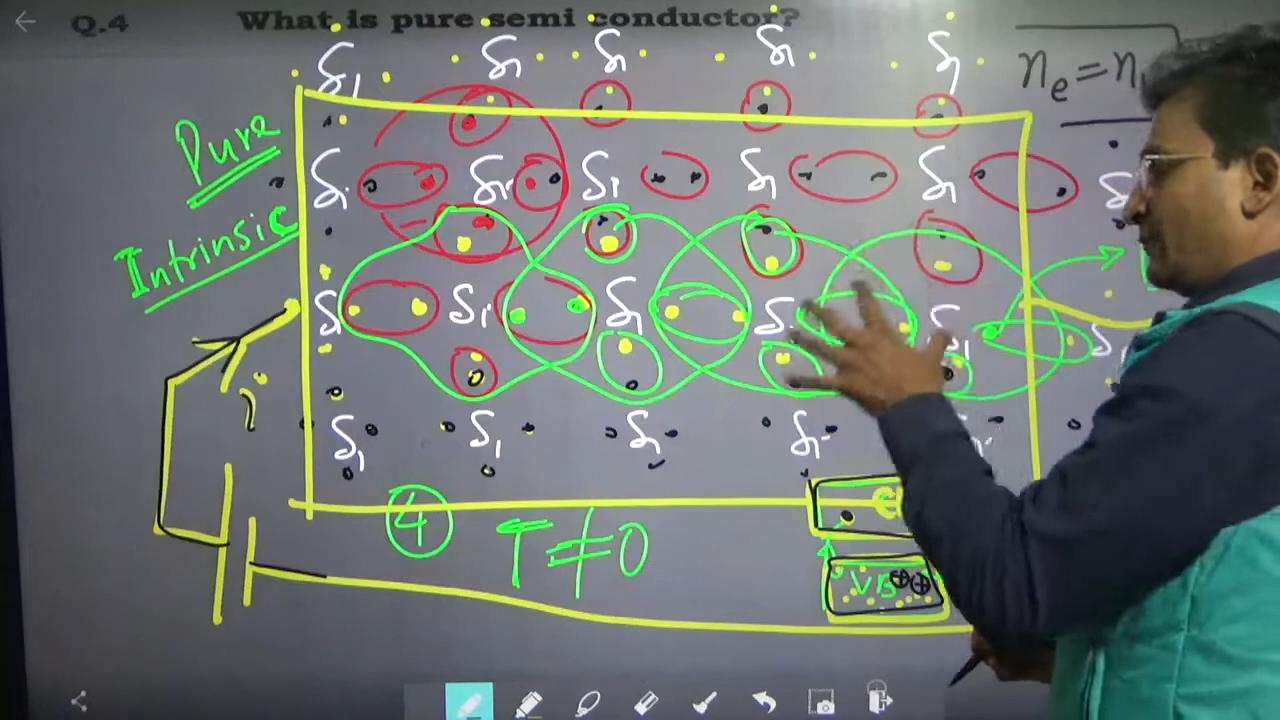 Q.4 What is pure semi conductor?
Si Si Si Si Si
Pure
Si Si Si Si Si S
Intrinsic
Si Si Si Si Si Si
i
Si Si Si Si
4 T≠0
VB ⊕⊕